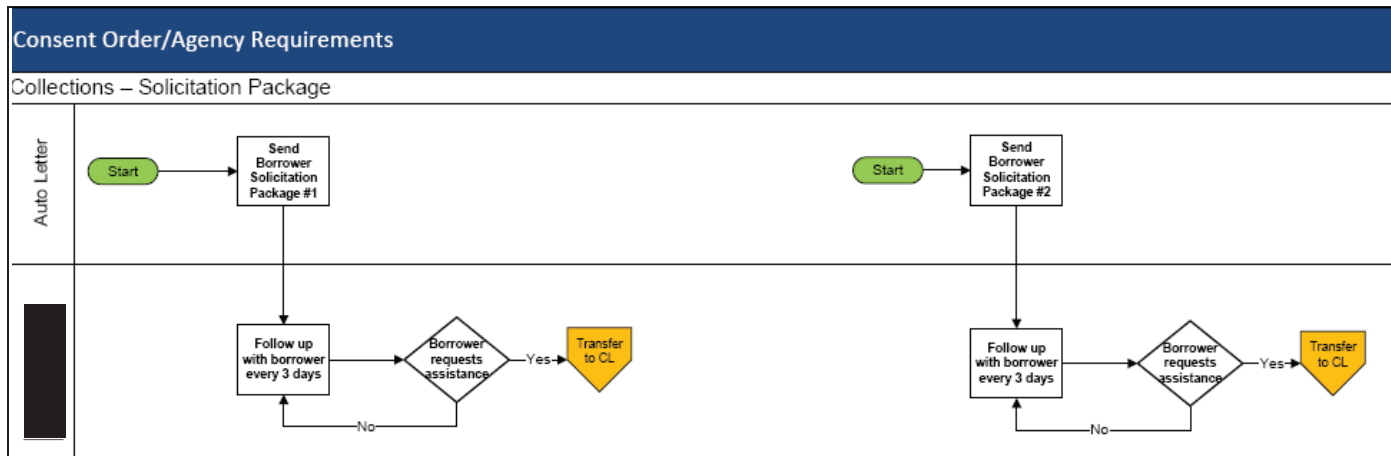 Consent Order/Agency Requirements
Collections – Solicitation Package
Auto Letter
Start
Send
Borrower
Solicitation
Package #1
Start
Send
Borrower
Solicitation
Package #2
Follow up
with borrower
every 3 days
Borrower
requests
assistance
Yes
Transfer
to CL
No
Follow up
with borrower
every 3 days
Borrower
requests
assistance
Yes
Transfer
to CL
No